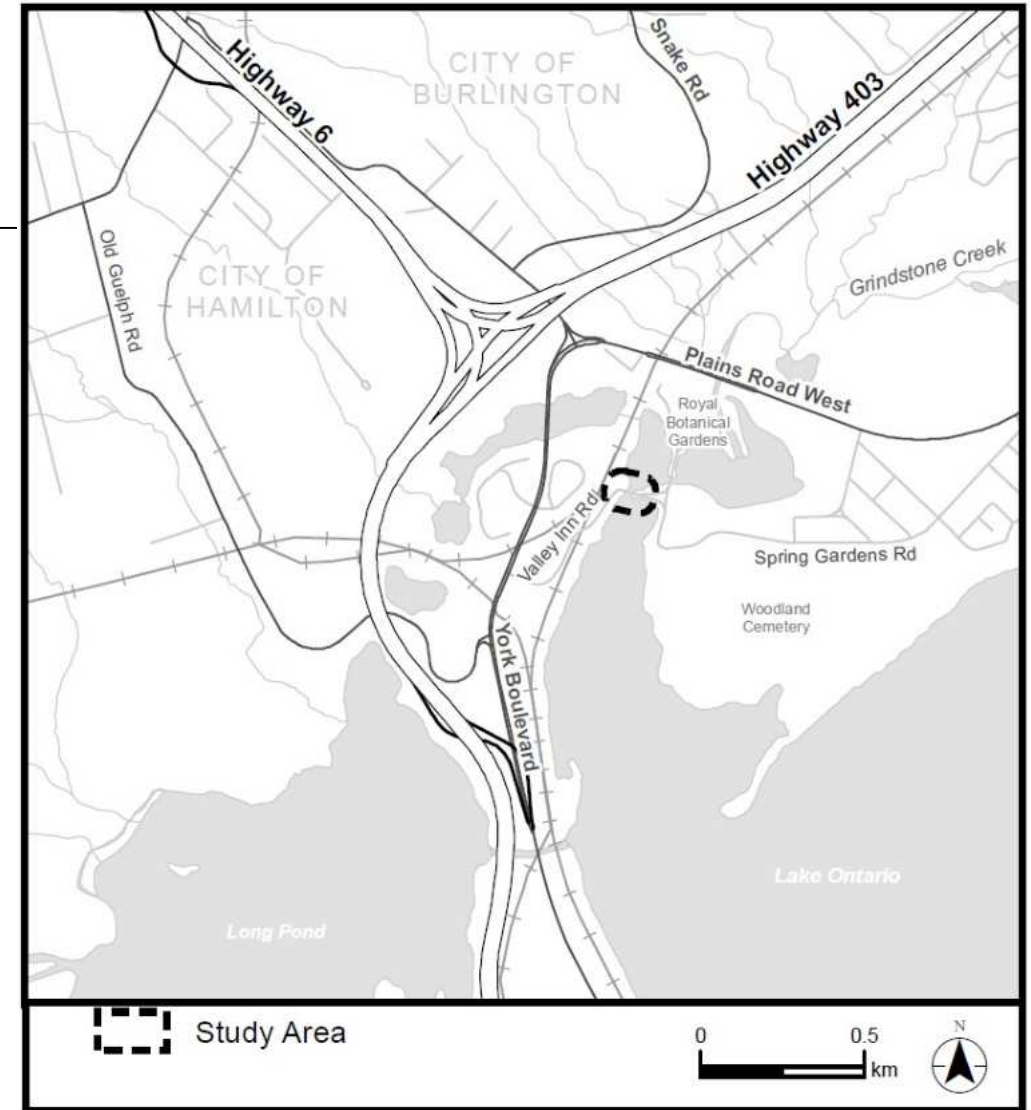 Highway 6
CITY OF
BURLINGTON
Snake Rd
Highway 403
Old Guelph Rd
CITY OF
HAMILTON
Grindstone Creek
Plains Road West
Royal
Botanical
Gardens
Valley Inn Rd
Spring Gardens Rd
Woodland
Cemetery
York Boulevard
Lake Ontario
Long Pond
Study Area
0 0.5
km
N